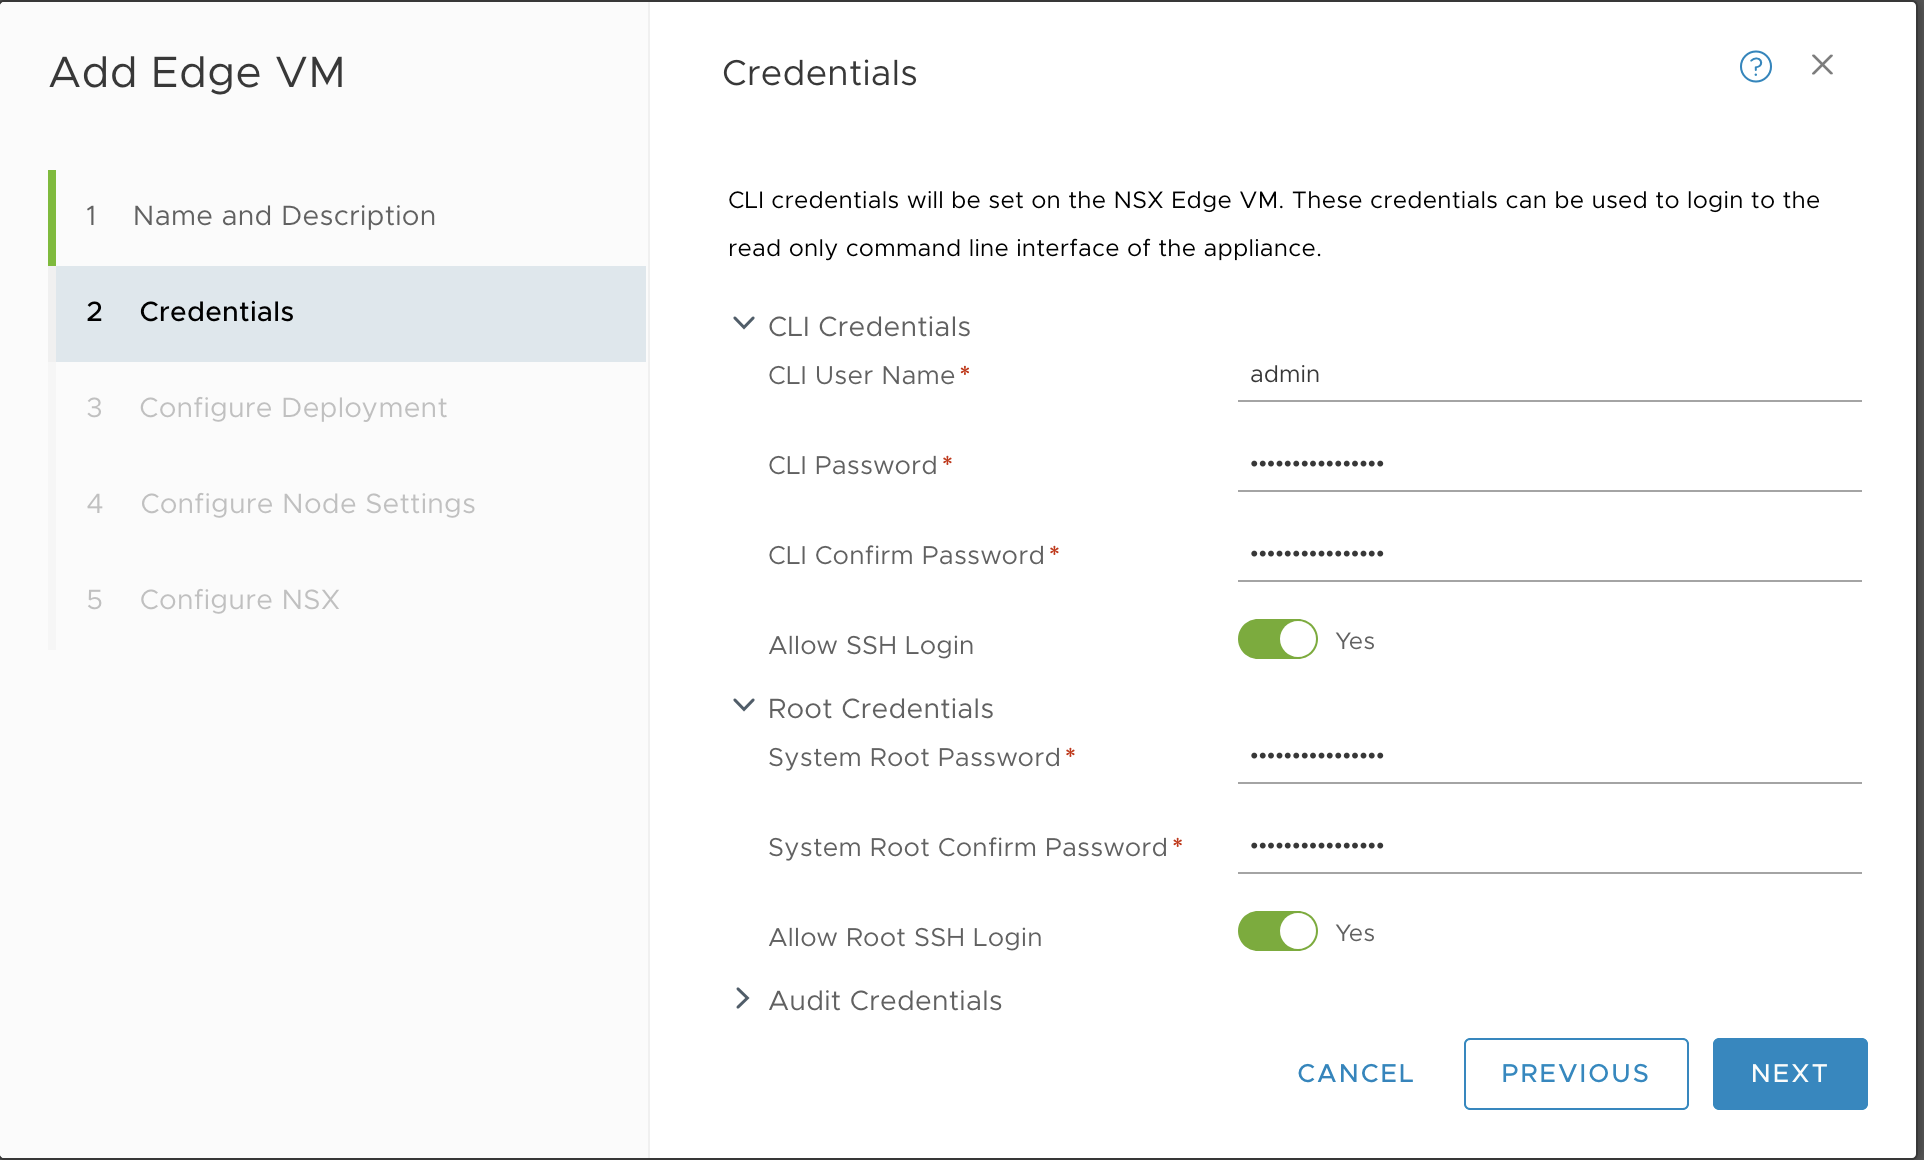 Add Edge VM
1 Name and Description
2 Credentials
3 Configure Deployment
4 Configure Node Settings
5 Configure NSX
Credentials
CLI credentials will be set on the NSX Edge VM. These credentials can be used to login to the
read only command line interface of the appliance.
CLI Credentials
CLI User Name* admin
CLI Password* ••••••••••••••••
CLI Confirm Password* ••••••••••••••••
Allow SSH Login Yes
Root Credentials
System Root Password* ••••••••••••••••
System Root Confirm Password* ••••••••••••••••
Allow Root SSH Login Yes
Audit Credentials
CANCEL PREVIOUS NEXT